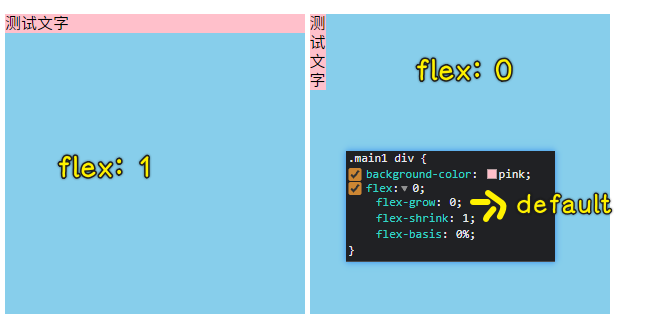 测试文字
flex: 1
测
试
文
字
flex: 0
.main1 div {
background-color: pink;
flex: 0;
flex-grow: 0;
flex-shrink: 1;
flex-basis: 0%;
}
default